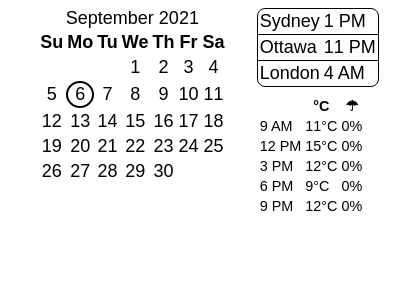 September 2021
Su Mo Tu We Th Fr Sa
1 2 3 4
5 6 7 8 9 10 11
12 13 14 15 16 17 18
19 20 21 22 23 24 25
26 27 28 29 30
Sydney 1 PM
Ottawa 11 PM
London 4 AM
°C ☂
9 AM 11°C 0%
12 PM 15°C 0%
3 PM 12°C 0%
6 PM 9°C 0%
9 PM 12°C 0%